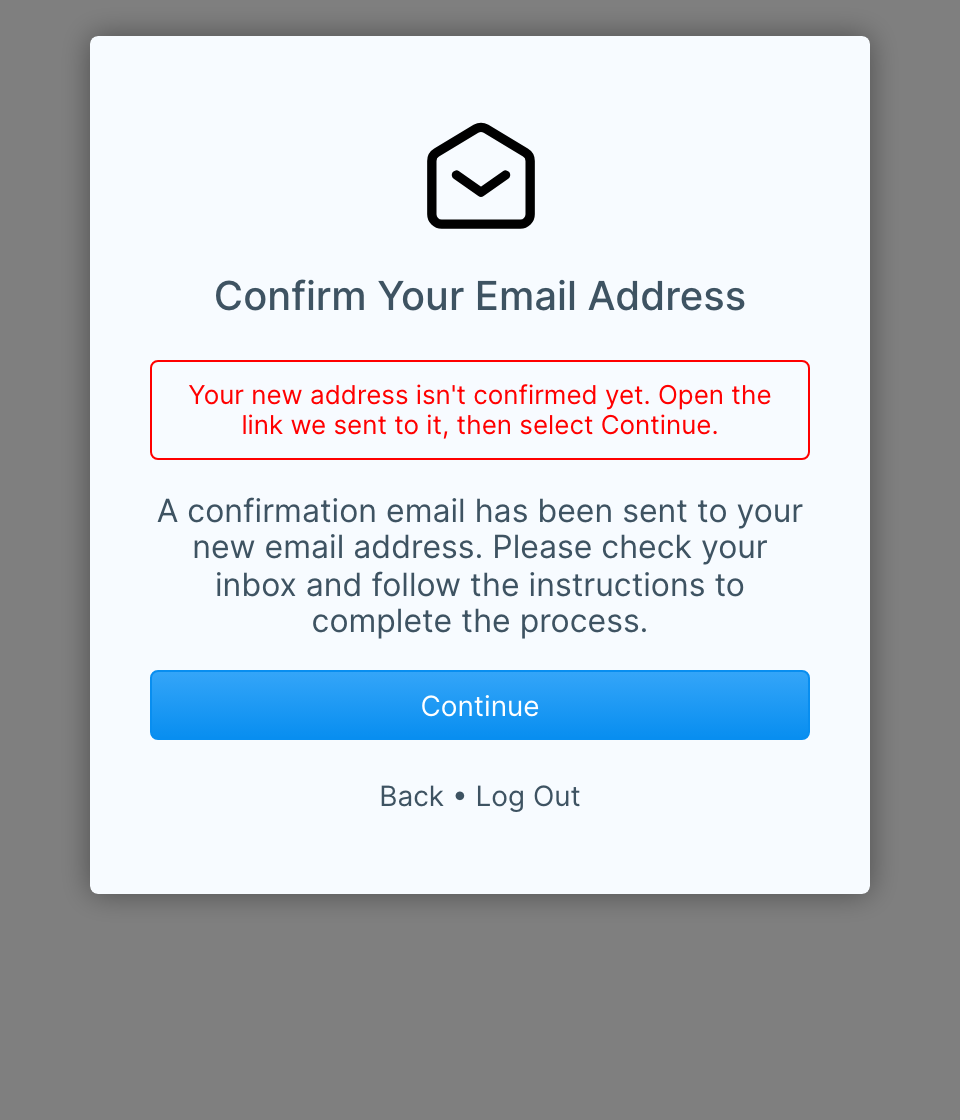 Confirm Your Email Address
Your new address isn't confirmed yet. Open the
link we sent to it, then select Continue.
A confirmation email has been sent to your
new email address. Please check your
inbox and follow the instructions to
complete the process.
Continue
Back • Log Out